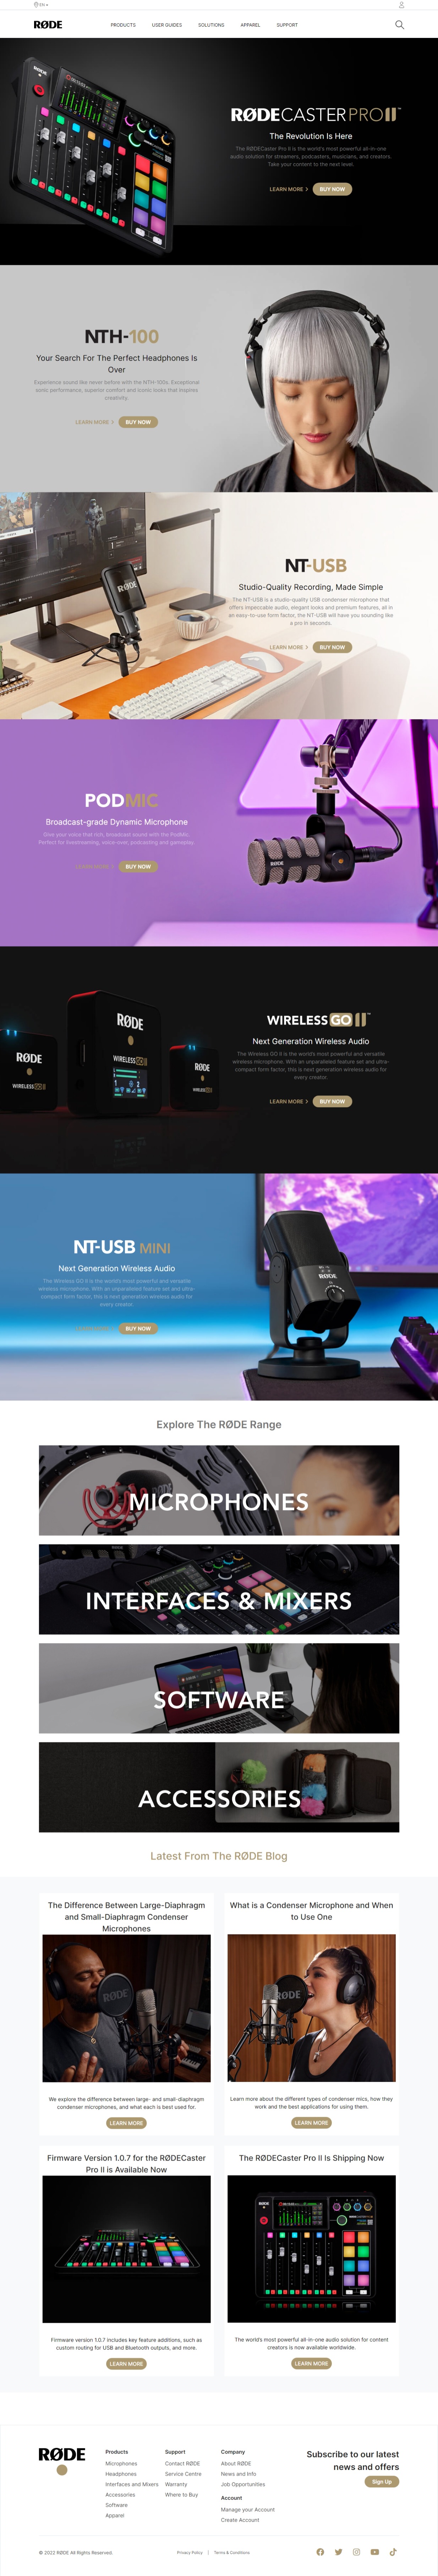 EN
RØDE
PRODUCTS USER GUIDES SOLUTIONS APPAREL SUPPORT
RØDECASTER PRO II™
The Revolution Is Here
The RØDECaster Pro II is the world's most powerful all-in-one
audio solution for streamers, podcasters, musicians, and creators.
Take your content to the next level.
LEARN MORE > BUY NOW
NTH-100
Your Search For The Perfect Headphones Is
Over
Experience sound like never before with the NTH-100s. Exceptional
sonic performance, superior comfort and iconic looks that inspires
creativity.
LEARN MORE > BUY NOW
NT-USB
Studio-Quality Recording, Made Simple
The NT-USB is a studio-quality USB condenser microphone that
offers impeccable audio, elegant looks and premium features, all in
an easy-to-use form factor, the NT-USB will have you sounding like
a pro in seconds.
LEARN MORE > BUY NOW
RØDE
PODMIC
Broadcast-grade Dynamic Microphone
Give your voice that rich, broadcast sound with the PodMic.
Perfect for livestreaming, voice-over, podcasting and gameplay.
LEARN MORE BUY NOW
RØDE
WIRELESS GO II™
Next Generation Wireless Audio
The Wireless GO II is the world's most powerful and versatile
wireless microphone. With an unparalleled feature set and ultra-
compact form factor, this is next generation wireless audio for
every creator.
LEARN MORE > BUY NOW
RØDE
WIRELESS GO II
RØDE
WIRELESS GO II
RØDE
WIRELESS GO II
NT-USB MINI
Next Generation Wireless Audio
The Wireless GO II is the world's most powerful and versatile
wireless microphone. With an unparalleled feature set and ultra-
compact form factor, this is next generation wireless audio for
every creator.
BUY NOW
RØDE
Explore The RØDE Range
MICROPHONES
INTERFACES & MIXERS
SOFTWARE
ACCESSORIES
Latest From The RØDE Blog
The Difference Between Large-Diaphragm
and Small-Diaphragm Condenser
Microphones
RØDE
We explore the difference between large- and small-diaphragm
condenser microphones, and what each is best used for.
LEARN MORE
What is a Condenser Microphone and When
to Use One
RØDE
Learn more about the different types of condenser mics, how they
work and the best applications for using them.
LEARN MORE
Firmware Version 1.0.7 for the RØDECaster
Pro II is Available Now
Firmware version 1.0.7 includes key feature additions, such as
custom routing for USB and Bluetooth outputs, and more.
LEARN MORE
The RØDECaster Pro II Is Shipping Now
RØDE
The world's most powerful all-in-one audio solution for content
creators is now available worldwide.
LEARN MORE
RØDE
Products
Microphones
Headphones
Interfaces and Mixers
Accessories
Software
Apparel
Support
Contact RØDE
Service Centre
Warranty
Where to Buy
Company
About RØDE
News and Info
Job Opportunities
Account
Manage your Account
Create Account
Subscribe to our latest
news and offers
Sign Up
© 2022 RØDE All Rights Reserved.
Privacy Policy | Terms & Conditions